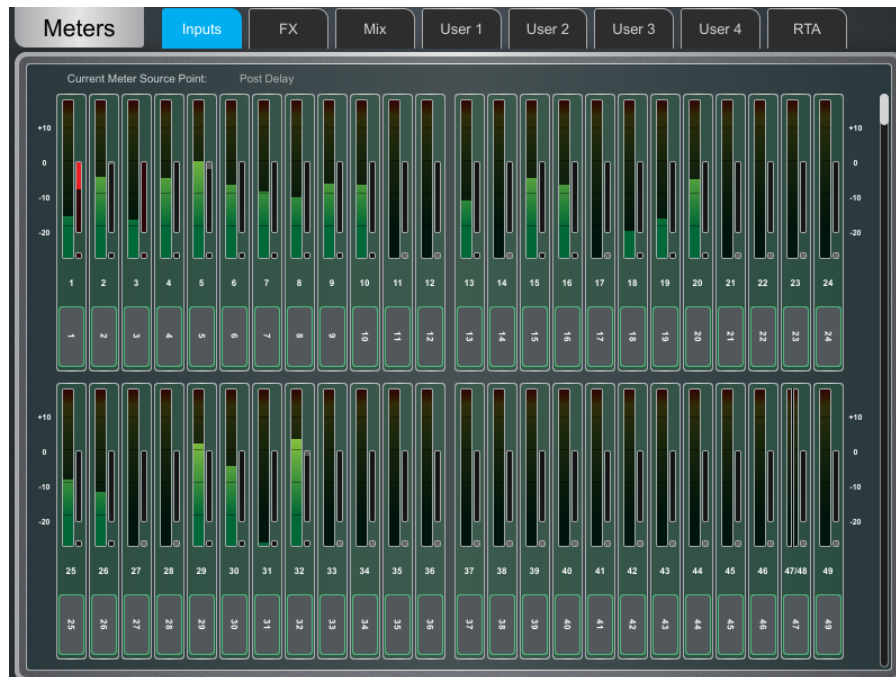 Meters Inputs FX Mix User 1 User 2 User 3 User 4 RTA
Current Meter Source Point: Post Delay
+10 +10
0 0
-10 -10
-20 -20
1 2 3 4 5 6 7 8 9 10 11 12 13 14 15 16 17 18 19 20 21 22 23 24
1 2 3 4 5 6 7 8 9 10 11 12 13 14 15 16 17 18 19 20 21 22 23 24
+10 +10
0 0
-10 -10
-20 -20
25 26 27 28 29 30 31 32 33 34 35 36 37 38 39 40 41 42 43 44 45 46 47/48 49
25 26 27 28 29 30 31 32 33 34 35 36 37 38 39 40 41 42 43 44 45 46 47 49